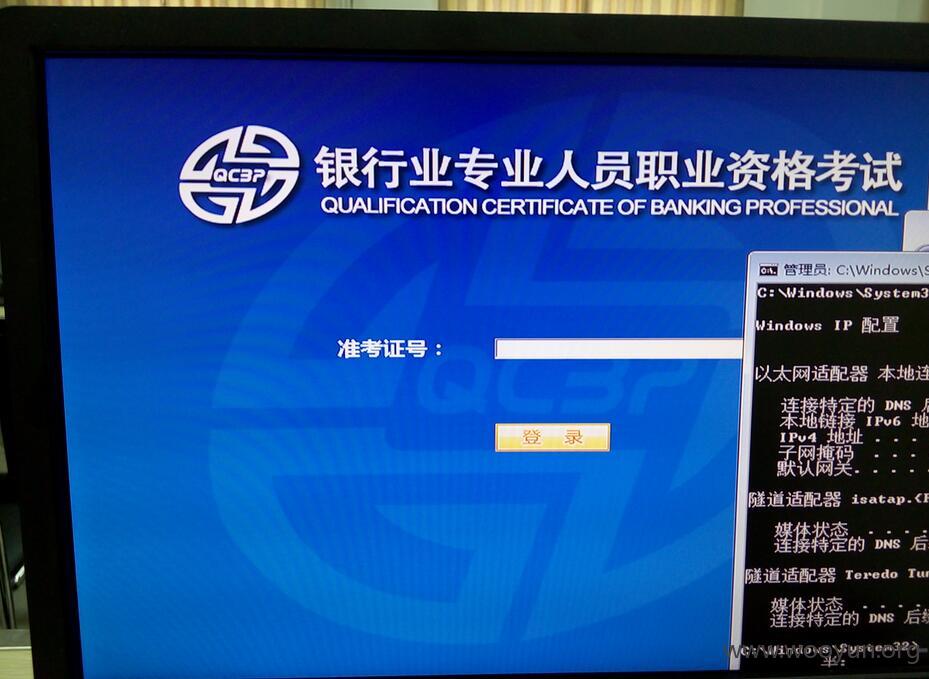 QCBP
银行业专业人员职业资格考试
QUALIFICATION CERTIFICATE OF BANKING PROFESSIONAL
准考证号：
QCBP
登 录
管理员: C:\Windows\S
C:\Windows\System3
Windows IP 配置
以太网适配器 本地连
连接特定的 DNS 后
本地链接 IPv6 地
IPv4 地址 . . .
子网掩码 . . . .
默认网关. . . . .
隧道适配器 isatap.<
媒体状态 . . . .
连接特定的 DNS 后
隧道适配器 Teredo Tu
媒体状态 . . . .
连接特定的 DNS 后缀
C:\Windows\System32>
半:
www.wooyun.org